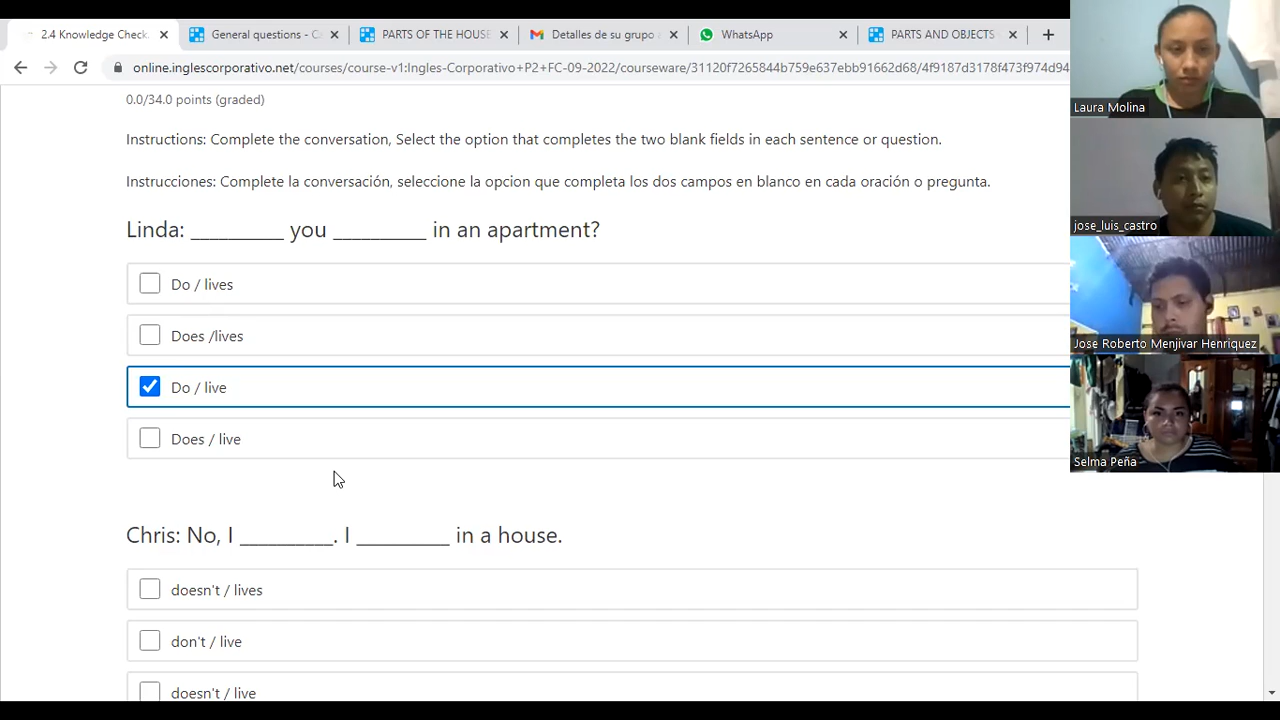 2.4 Knowledge Check
General questions - C
PARTS OF THE HOUSE
Detalles de su grupo
WhatsApp
PARTS AND OBJECTS
online.inglescorporativo.net/courses/course-v1:Ingles-Corporativo+P2+FC-09-2022/courseware/31120f7265844b759e637ebb91662d68/4f9187d3178f473f974d94
0.0/34.0 points (graded)
Instructions: Complete the conversation, Select the option that completes the two blank fields in each sentence or question.
Instrucciones: Complete la conversación, seleccione la opcion que completa los dos campos en blanco en cada oración o pregunta.
Linda: __________ you __________ in an apartment?
Do / lives
Does /lives
Do / live
Does / live
Chris: No, I __________. I __________ in a house.
doesn't / lives
don't / live
doesn't / live
Laura Molina
jose_luis_castro
Jose Roberto Menjivar Henriquez
Selma Peña